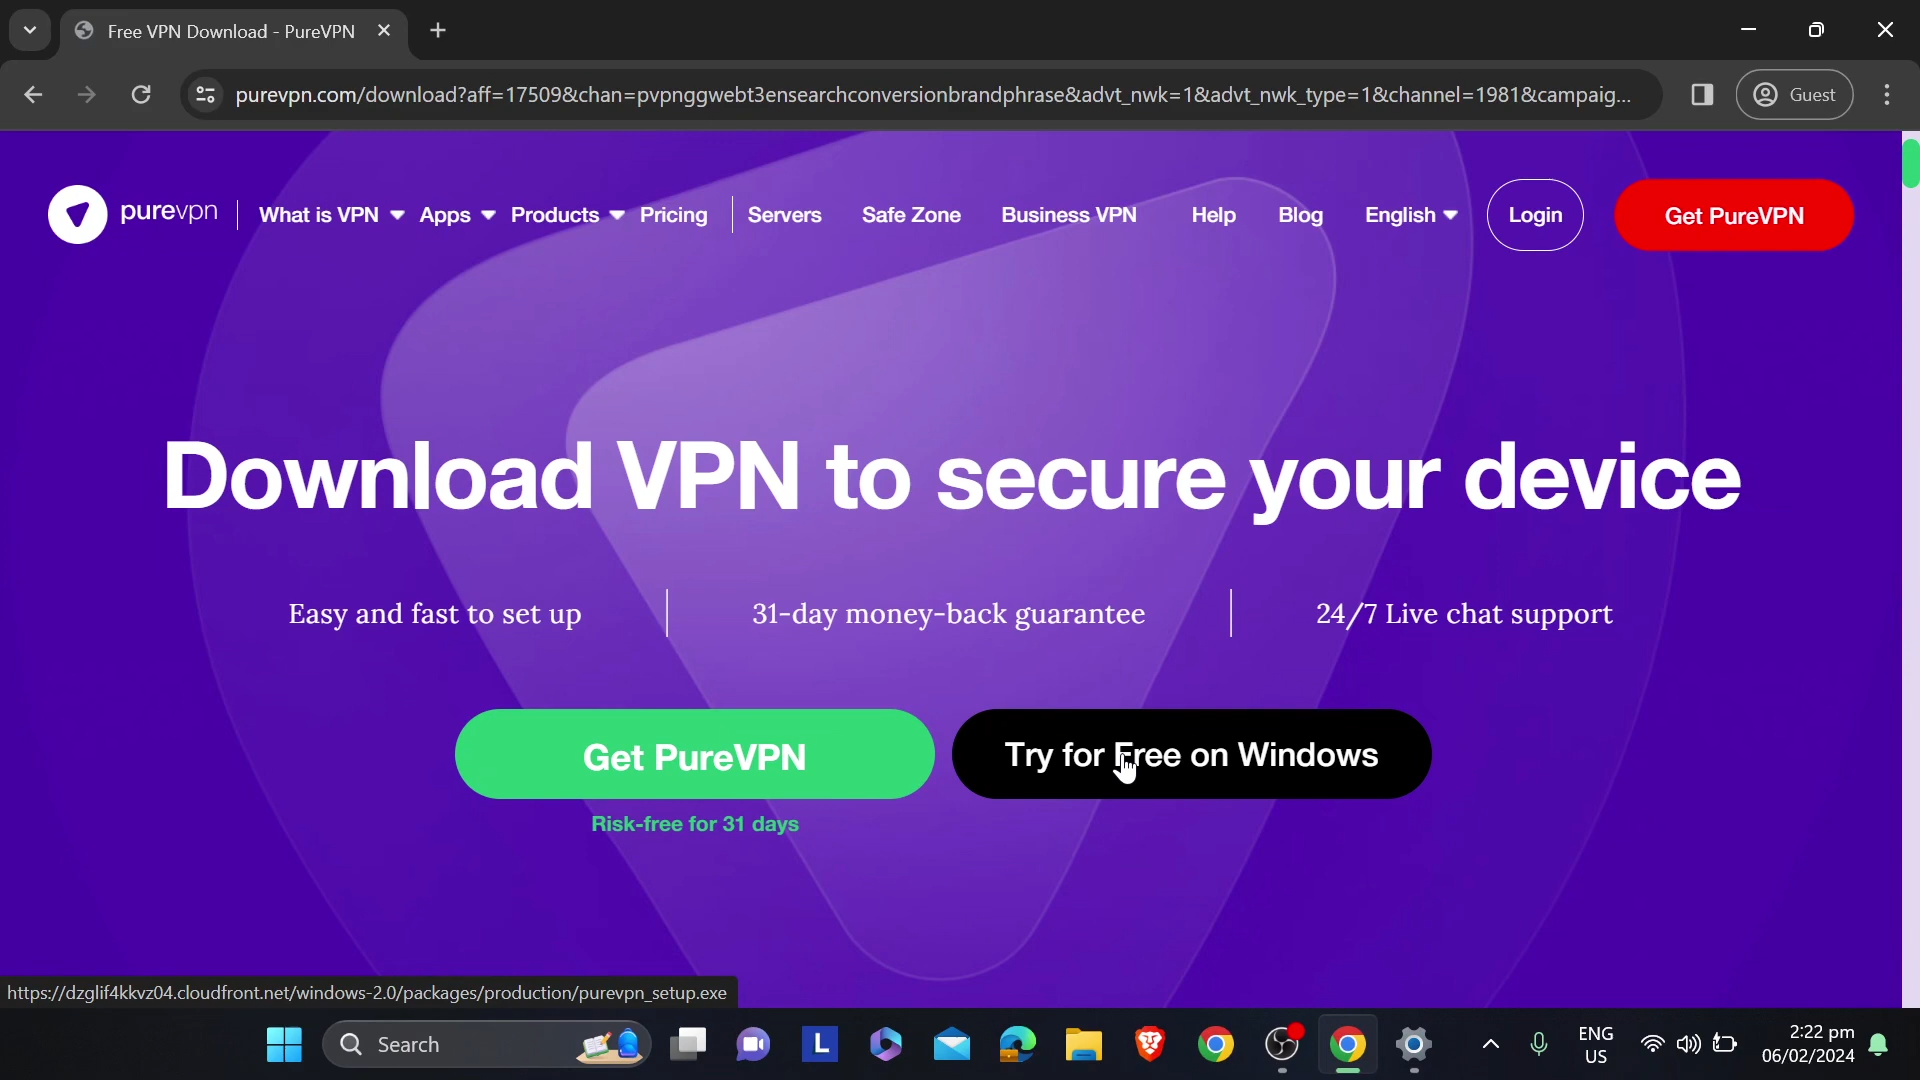 Free VPN Download - PureVPN
purevpn.com/download?aff=17509&chan=pvpnggwebt3ensearchconversionbrandphrase&advt_nwk=1&advt_nwk_type=1&channel=1981&campaig...
Guest
purevpn
What is VPN
Apps
Products
Pricing
Servers
Safe Zone
Business VPN
Help
Blog
English
Login
Get PureVPN
Download VPN to secure your device
Easy and fast to set up
31-day money-back guarantee
24/7 Live chat support
Get PureVPN
Try for Free on Windows
Risk-free for 31 days
https://dzglif4kkvz04.cloudfront.net/windows-2.0/packages/production/purevpn_setup.exe
Search
L
ENG
US
2:22 pm
06/02/2024